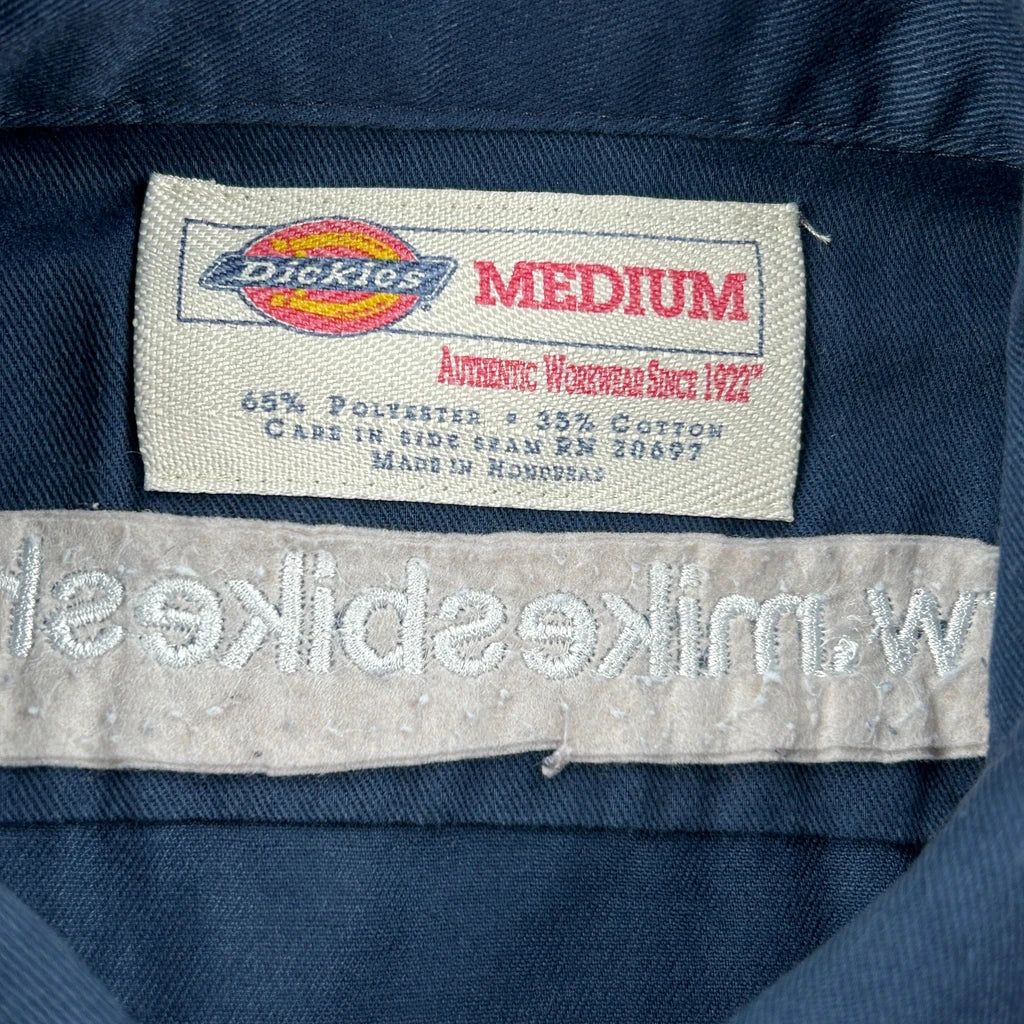 Dickies MEDIUM
AUTHENTIC WORKWEAR SINCE 1922™
65% POLYESTER • 35% COTTON
CARE IN SIDE SEAM RN 20697
MADE IN HONDURAS
w.mikesbikes